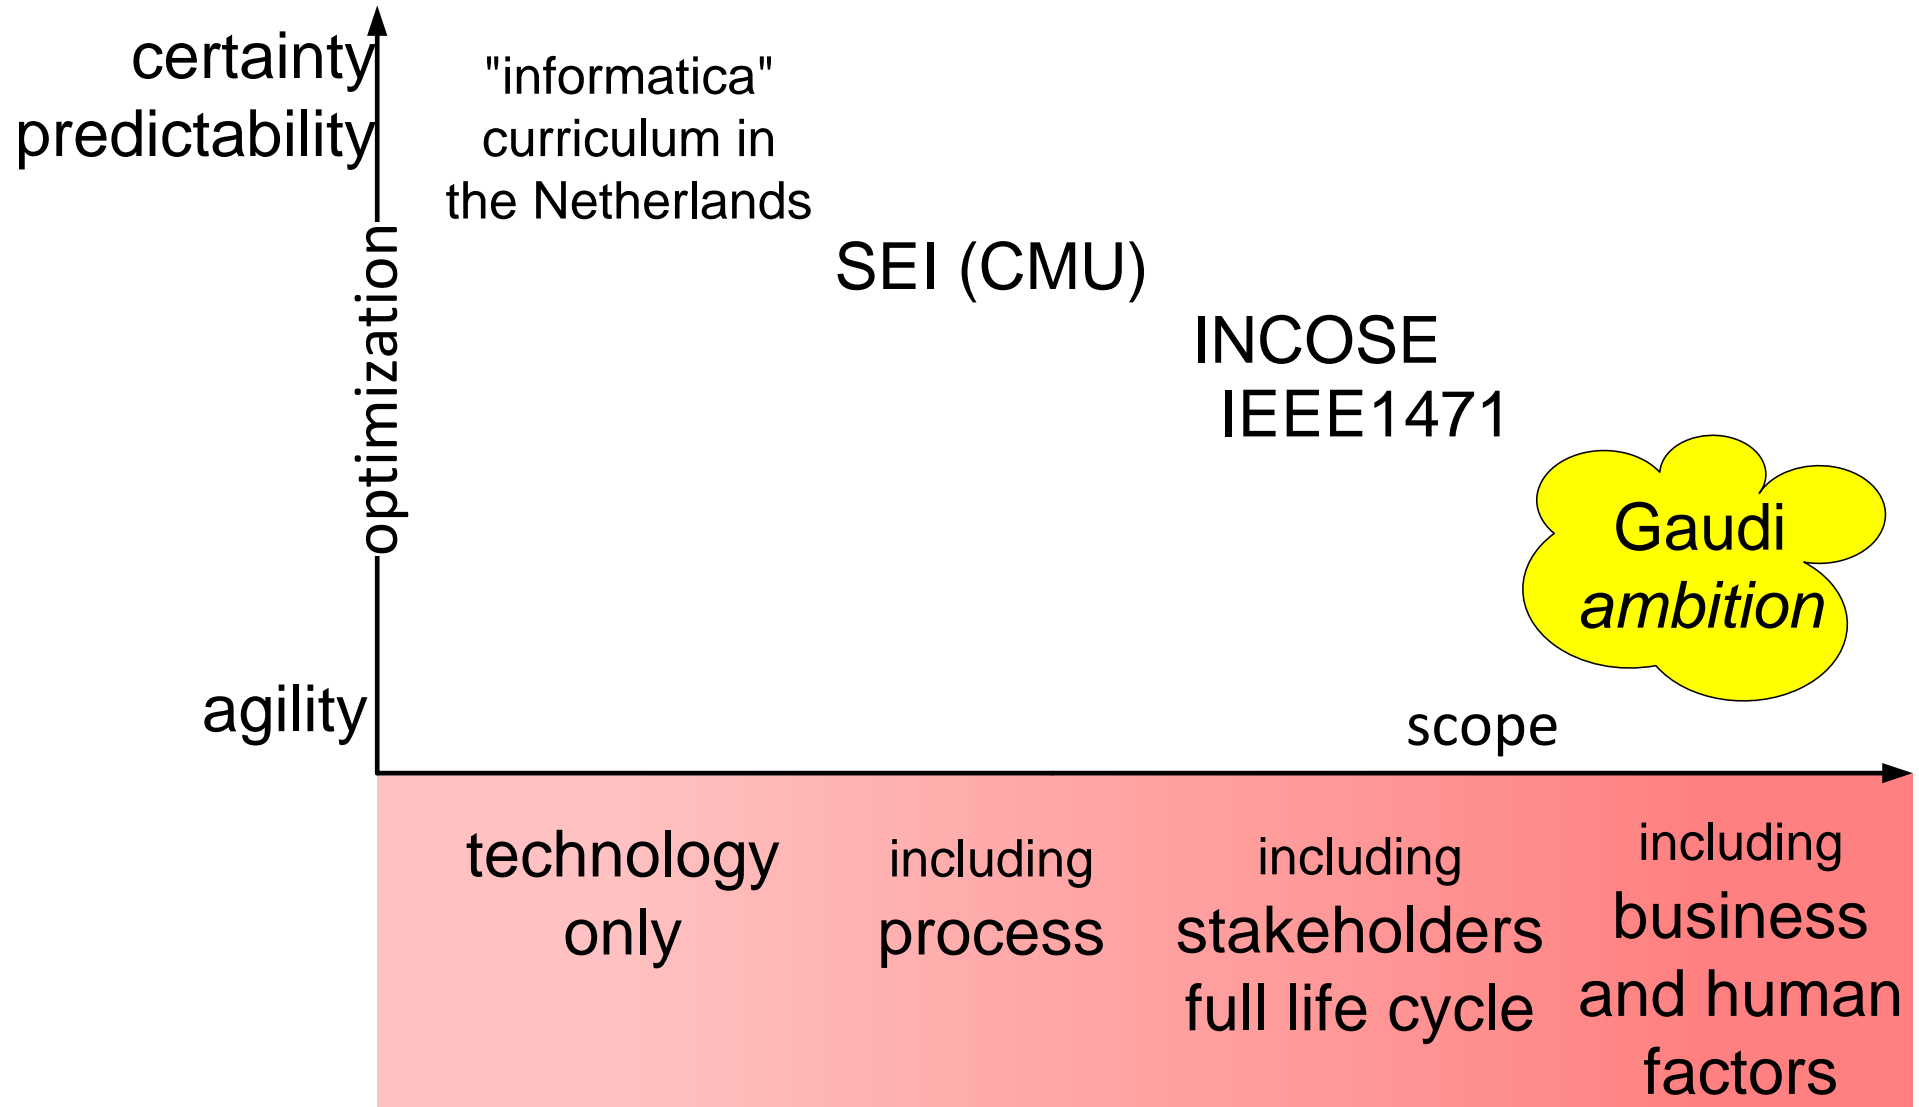 certainty
predictability
optimization
agility
"informatica"
curriculum in
the Netherlands
SEI (CMU)
INCOSE
IEEE1471
Gaudi
ambition
scope
technology
only
including
process
including
stakeholders
full life cycle
including
business
and human
factors